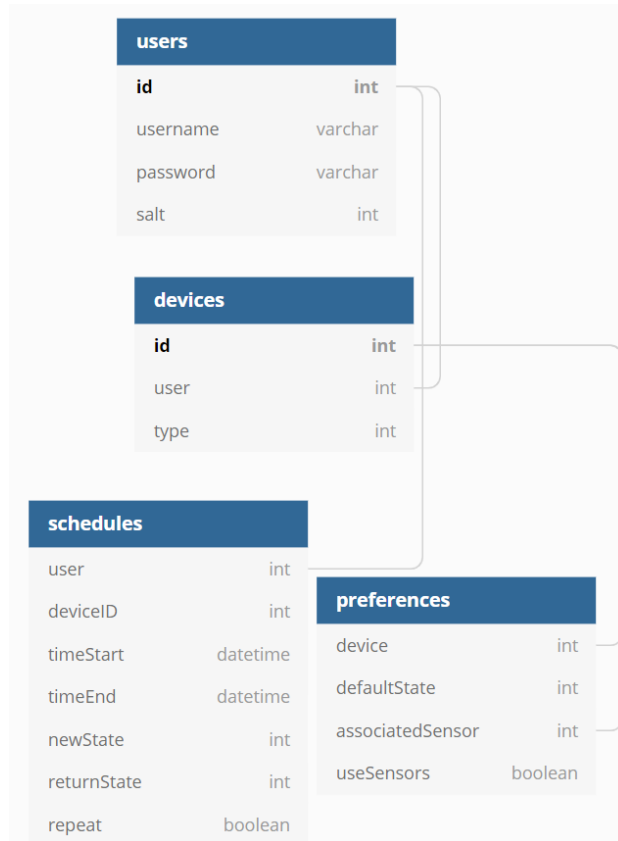 users
id int
username varchar
password varchar
salt int
devices
id int
user int
type int
schedules
user int
deviceID int
timeStart datetime
timeEnd datetime
newState int
returnState int
repeat boolean
preferences
device int
defaultState int
associatedSensor int
useSensors boolean